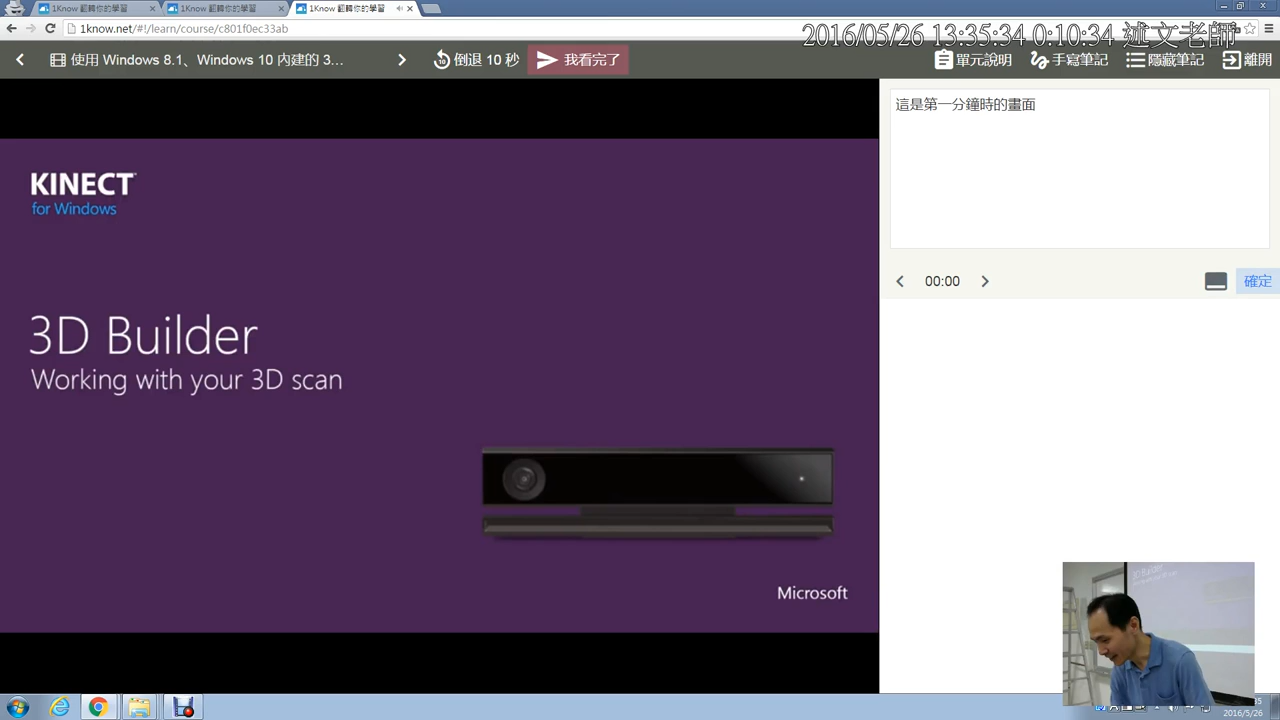 1Know 翻轉你的學習
1Know 翻轉你的學習
1Know 翻轉你的學習
1know.net/#!/learn/course/c801f0ec33ab
2016/05/26 13:35:34 0:10:34 述文老師
使用 Windows 8.1、Windows 10 內建的 3...
10
倒退 10 秒
我看完了
單元說明
手寫筆記
隱藏筆記
離開
這是第一分鐘時的畫面
KINECT
for Windows
00:00
確定
3D Builder
Working with your 3D scan
Microsoft
3D Builder
2016/5/26